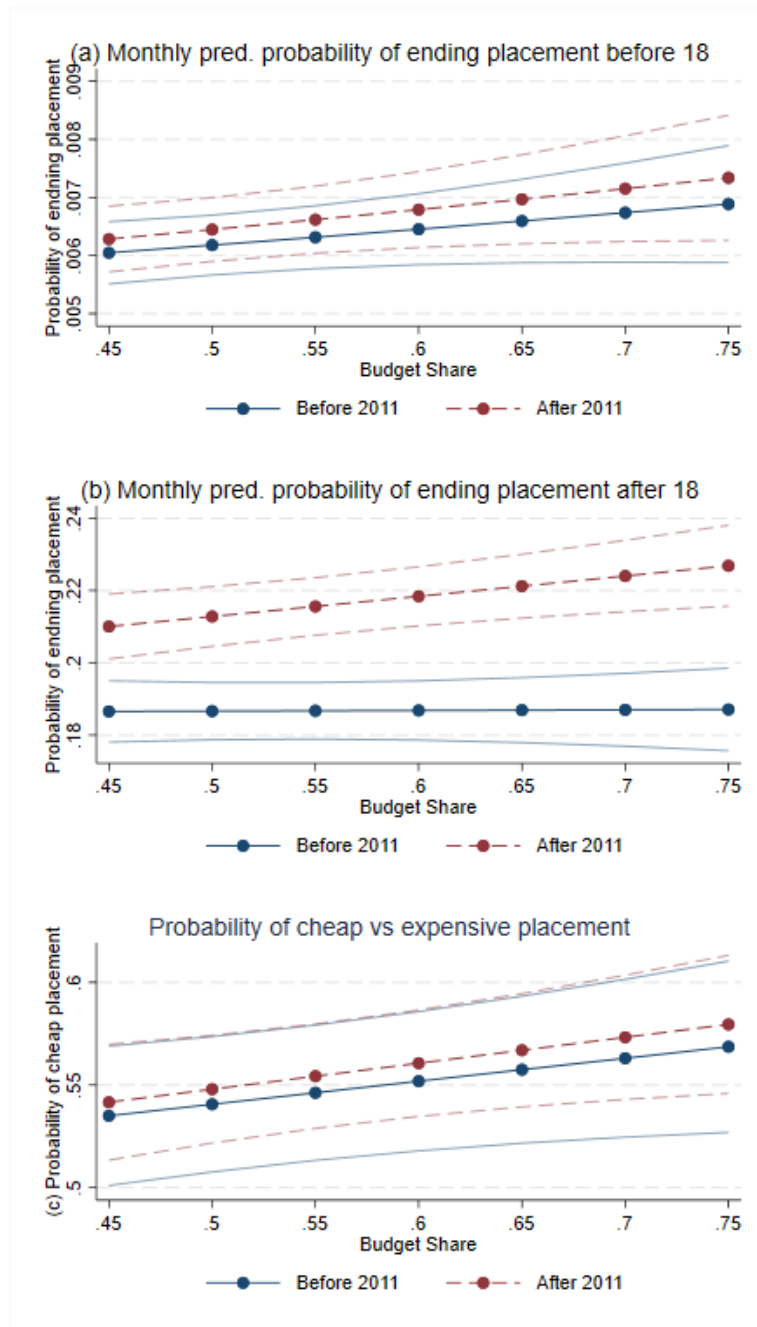 (a) Monthly pred. probability of ending placement before 18
Probability of endning placement
.009
.008
.007
.006
.005
.45 .5 .55 .6 .65 .7 .75
Budget Share
Before 2011 After 2011
(b) Monthly pred. probability of ending placement after 18
Probability of endning placement
.24
.22
.2
.18
.45 .5 .55 .6 .65 .7 .75
Budget Share
Before 2011 After 2011
Probability of cheap vs expensive placement
(c) Probability of cheap placement
.6
.55
.5
.45 .5 .55 .6 .65 .7 .75
Budget Share
Before 2011 After 2011